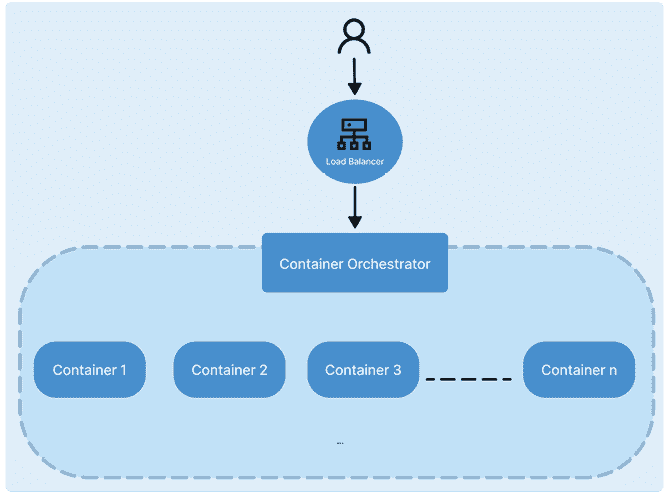 Load Balancer
Container Orchestrator
Container 1
Container 2
Container 3
Container n
...